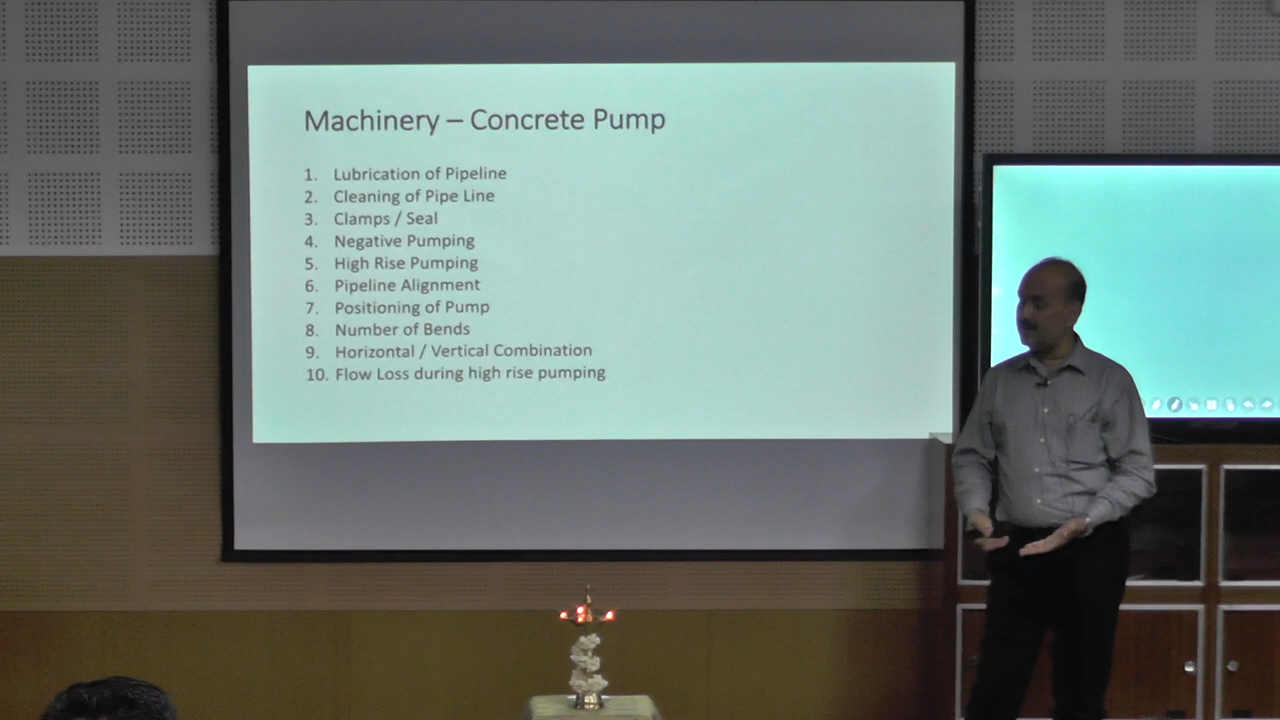 Machinery – Concrete Pump
1. Lubrication of Pipeline
2. Cleaning of Pipe Line
3. Clamps / Seal
4. Negative Pumping
5. High Rise Pumping
6. Pipeline Alignment
7. Positioning of Pump
8. Number of Bends
9. Horizontal / Vertical Combination
10. Flow Loss during high rise pumping